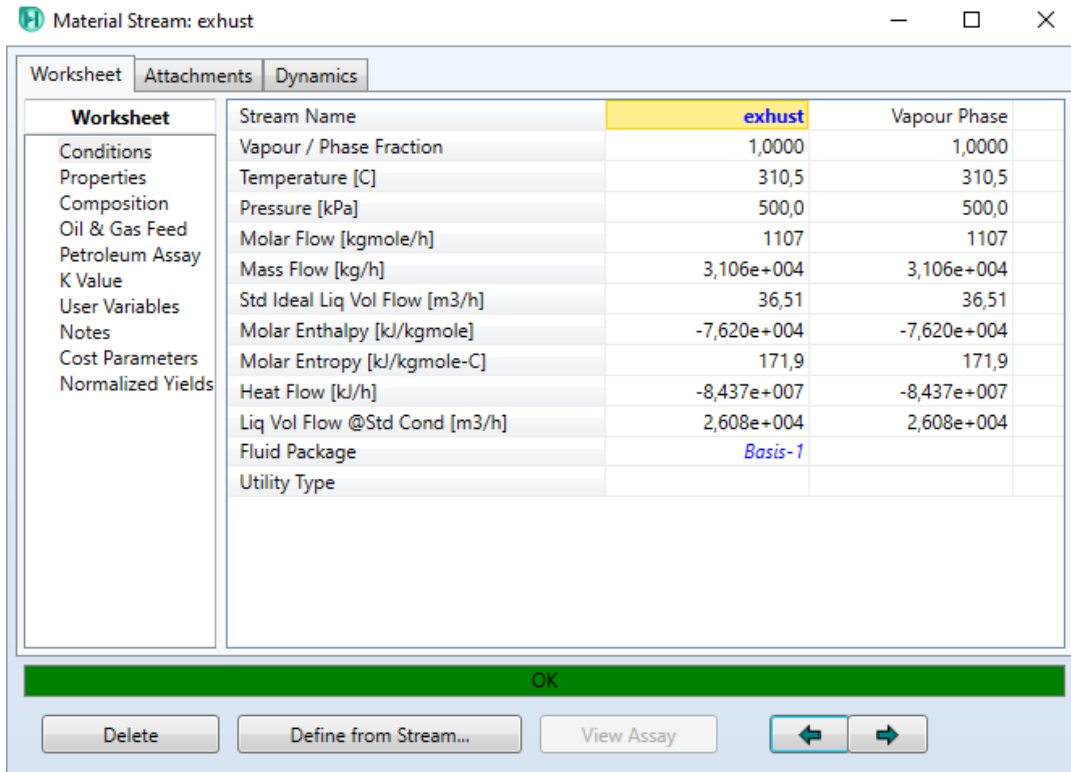 Material Stream: exhust
Worksheet Attachments Dynamics
Worksheet
Conditions
Properties
Composition
Oil & Gas Feed
Petroleum Assay
K Value
User Variables
Notes
Cost Parameters
Normalized Yields
Stream Name exhust Vapour Phase
Vapour / Phase Fraction 1,0000 1,0000
Temperature [C] 310,5 310,5
Pressure [kPa] 500,0 500,0
Molar Flow [kgmole/h] 1107 1107
Mass Flow [kg/h] 3,106e+004 3,106e+004
Std Ideal Liq Vol Flow [m3/h] 36,51 36,51
Molar Enthalpy [kJ/kgmole] -7,620e+004 -7,620e+004
Molar Entropy [kJ/kgmole-C] 171,9 171,9
Heat Flow [kJ/h] -8,437e+007 -8,437e+007
Liq Vol Flow @Std Cond [m3/h] 2,608e+004 2,608e+004
Fluid Package Basis-1
Utility Type
OK
Delete Define from Stream... View Assay